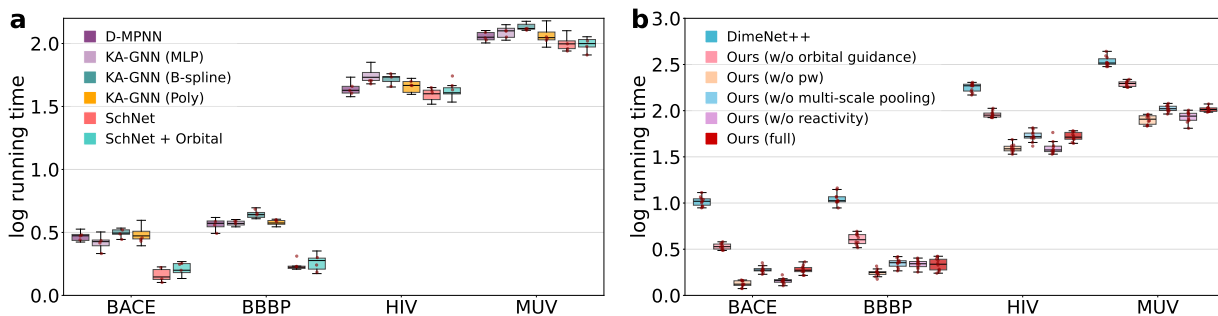 a
log running time
2.0
1.5
1.0
0.5
0.0
D-MPNN
KA-GNN (MLP)
KA-GNN (B-spline)
KA-GNN (Poly)
SchNet
SchNet + Orbital
BACE
BBBP
HIV
MUV
b
log running time
3.0
2.5
2.0
1.5
1.0
0.5
0.0
DimeNet++
Ours (w/o orbital guidance)
Ours (w/o pw)
Ours (w/o multi-scale pooling)
Ours (w/o reactivity)
Ours (full)
BACE
BBBP
HIV
MUV